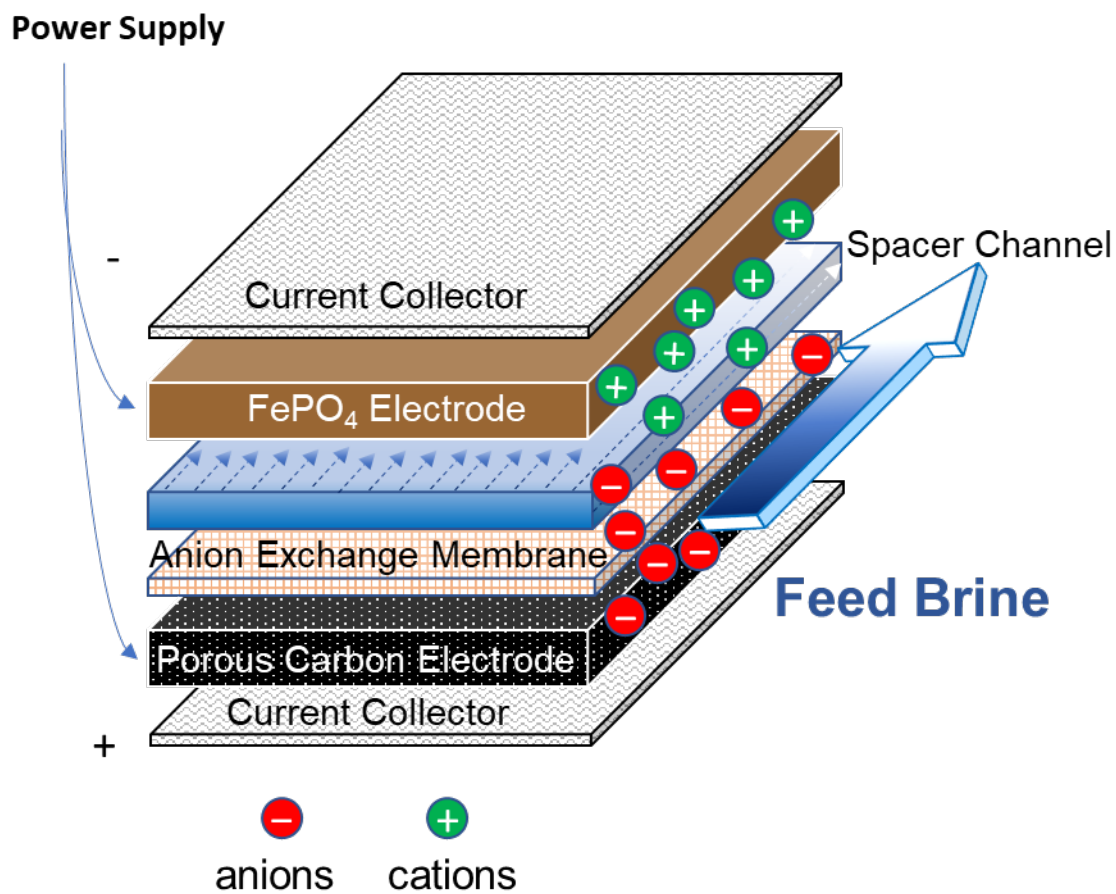 Power Supply
-
Current Collector
Spacer Channel
FePO₄ Electrode
Anion Exchange Membrane
Feed Brine
Porous Carbon Electrode
Current Collector
+
anions
cations